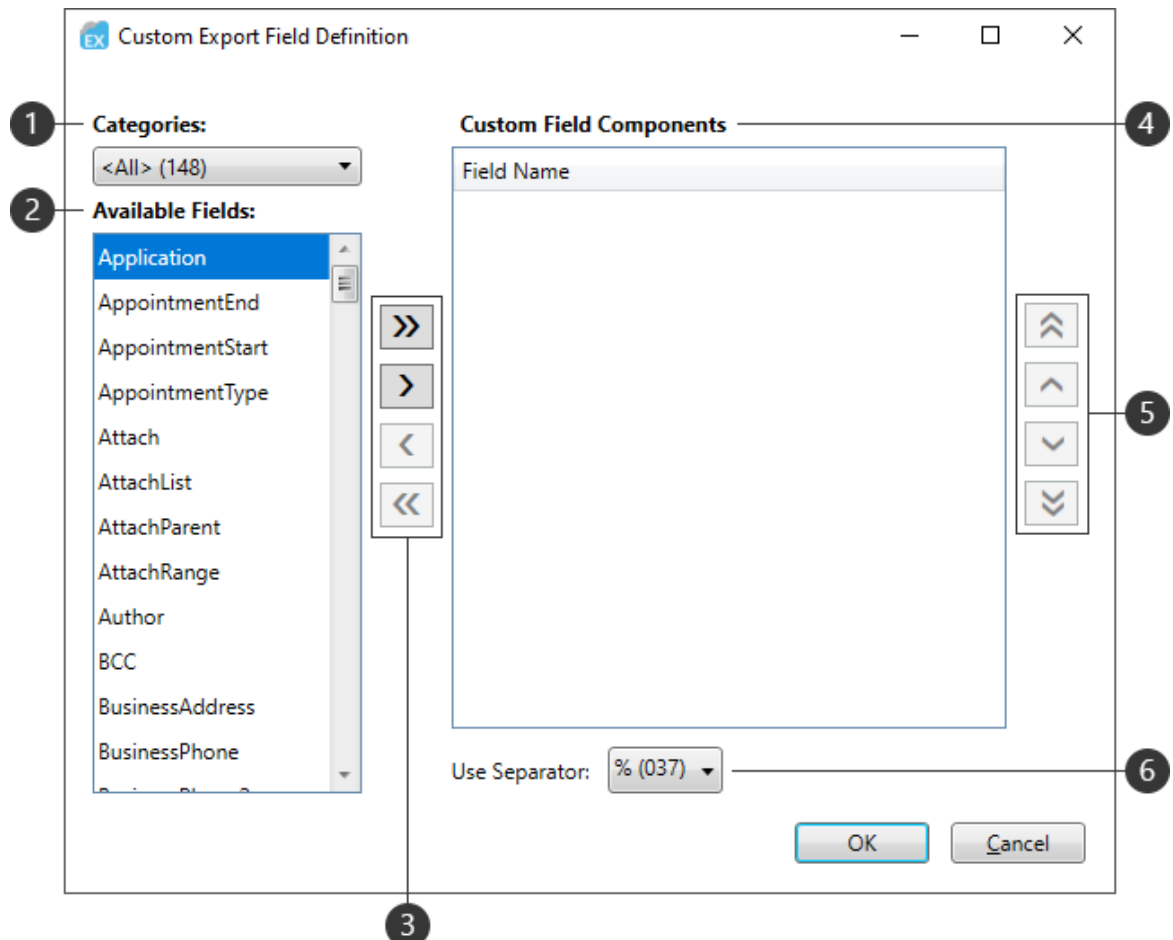 EX Custom Export Field Definition
1 Categories:
Custom Field Components 4
<All> (148)
Field Name
2 Available Fields:
Application
AppointmentEnd
AppointmentStart
AppointmentType
Attach
5
AttachList
AttachParent
AttachRange
Author
BCC
BusinessAddress
BusinessPhone
Use Separator: % (037) 6
OK Cancel
3